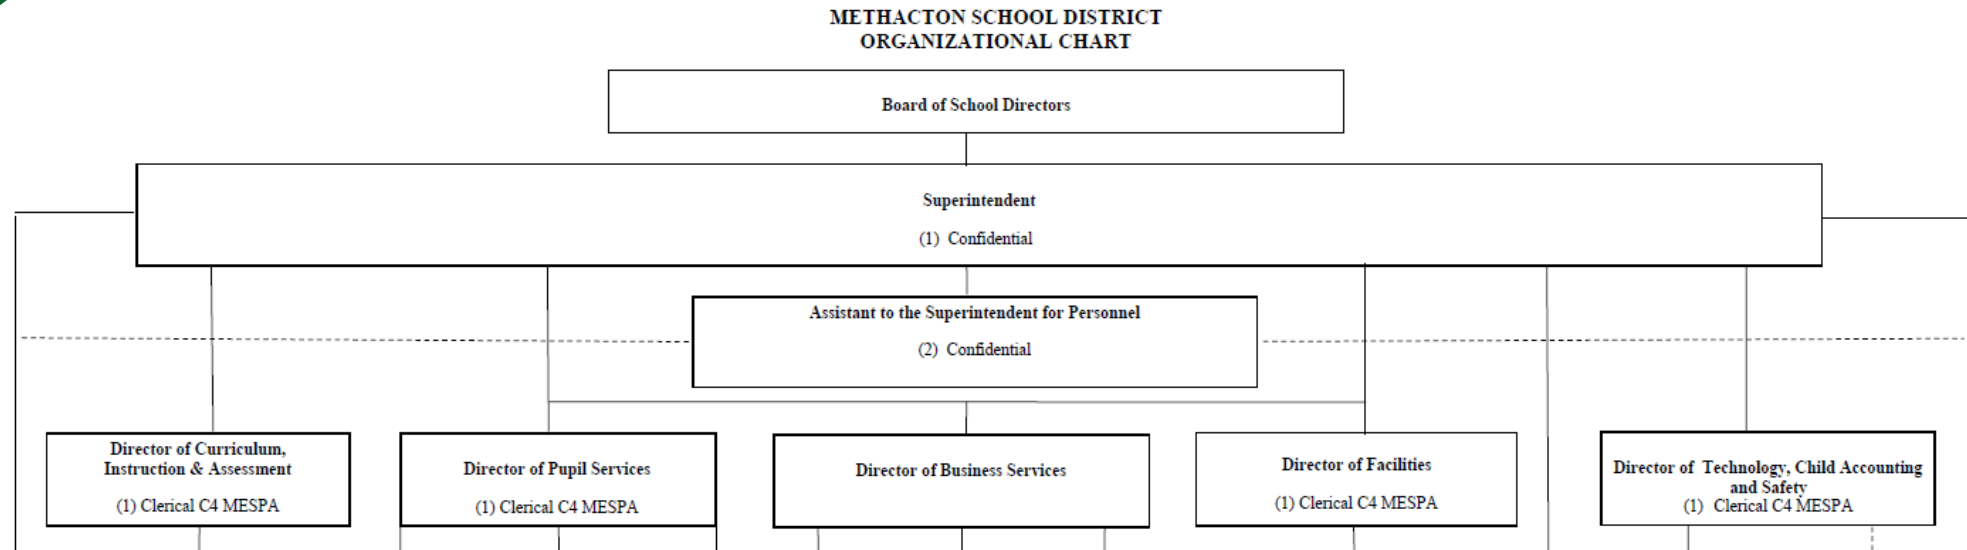 METHACTON SCHOOL DISTRICT
ORGANIZATIONAL CHART
Board of School Directors
Superintendent
(1) Confidential
Assistant to the Superintendent for Personnel
(2) Confidential
Director of Curriculum,
Instruction & Assessment
(1) Clerical C4 MESPA
Director of Pupil Services
(1) Clerical C4 MESPA
Director of Business Services
Director of Facilities
(1) Clerical C4 MESPA
Director of Technology, Child Accounting
and Safety
(1) Clerical C4 MESPA